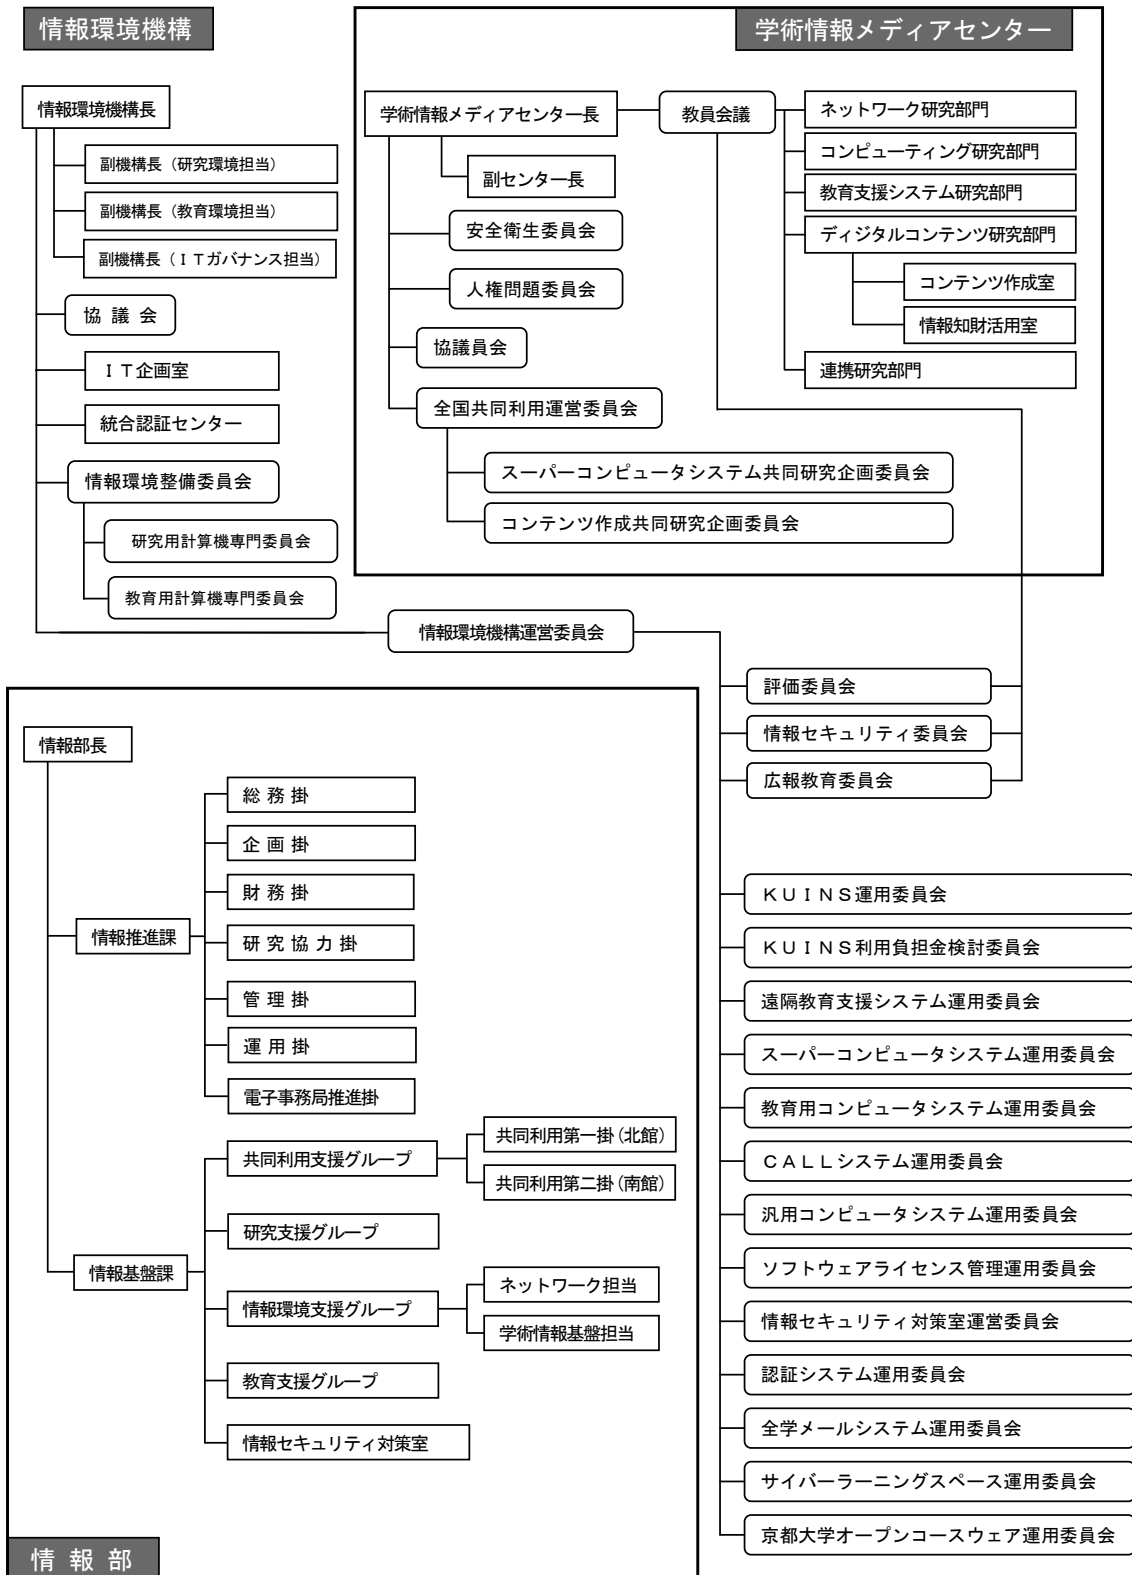 情報環境機構
情報環境機構長
副機構長（研究環境担当）
副機構長（教育環境担当）
副機構長（ＩＴガバナンス担当）
協 議 会
ＩＴ企画室
統合認証センター
情報環境整備委員会
研究用計算機専門委員会
教育用計算機専門委員会
学術情報メディアセンター
学術情報メディアセンター長
副センター長
安全衛生委員会
人権問題委員会
協議員会
全国共同利用運営委員会
スーパーコンピュータシステム共同研究企画委員会
コンテンツ作成共同研究企画委員会
教員会議
ネットワーク研究部門
コンピューティング研究部門
教育支援システム研究部門
ディジタルコンテンツ研究部門
コンテンツ作成室
情報知財活用室
連携研究部門
情報環境機構運営委員会
評価委員会
情報セキュリティ委員会
広報教育委員会
ＫＵＩＮＳ運用委員会
ＫＵＩＮＳ利用負担金検討委員会
遠隔教育支援システム運用委員会
スーパーコンピュータシステム運用委員会
教育用コンピュータシステム運用委員会
ＣＡＬＬシステム運用委員会
汎用コンピュータシステム運用委員会
ソフトウェアライセンス管理運用委員会
情報セキュリティ対策室運営委員会
認証システム運用委員会
全学メールシステム運用委員会
サイバーラーニングスペース運用委員会
京都大学オープンコースウェア運用委員会
情報部長
情報推進課
総 務 掛
企 画 掛
財 務 掛
研 究 協 力 掛
管 理 掛
運 用 掛
電子事務局推進掛
情報基盤課
共同利用支援グループ
共同利用第一掛（北館）
共同利用第二掛（南館）
研究支援グループ
情報環境支援グループ
ネットワーク担当
学術情報基盤担当
教育支援グループ
情報セキュリティ対策室
情 報 部